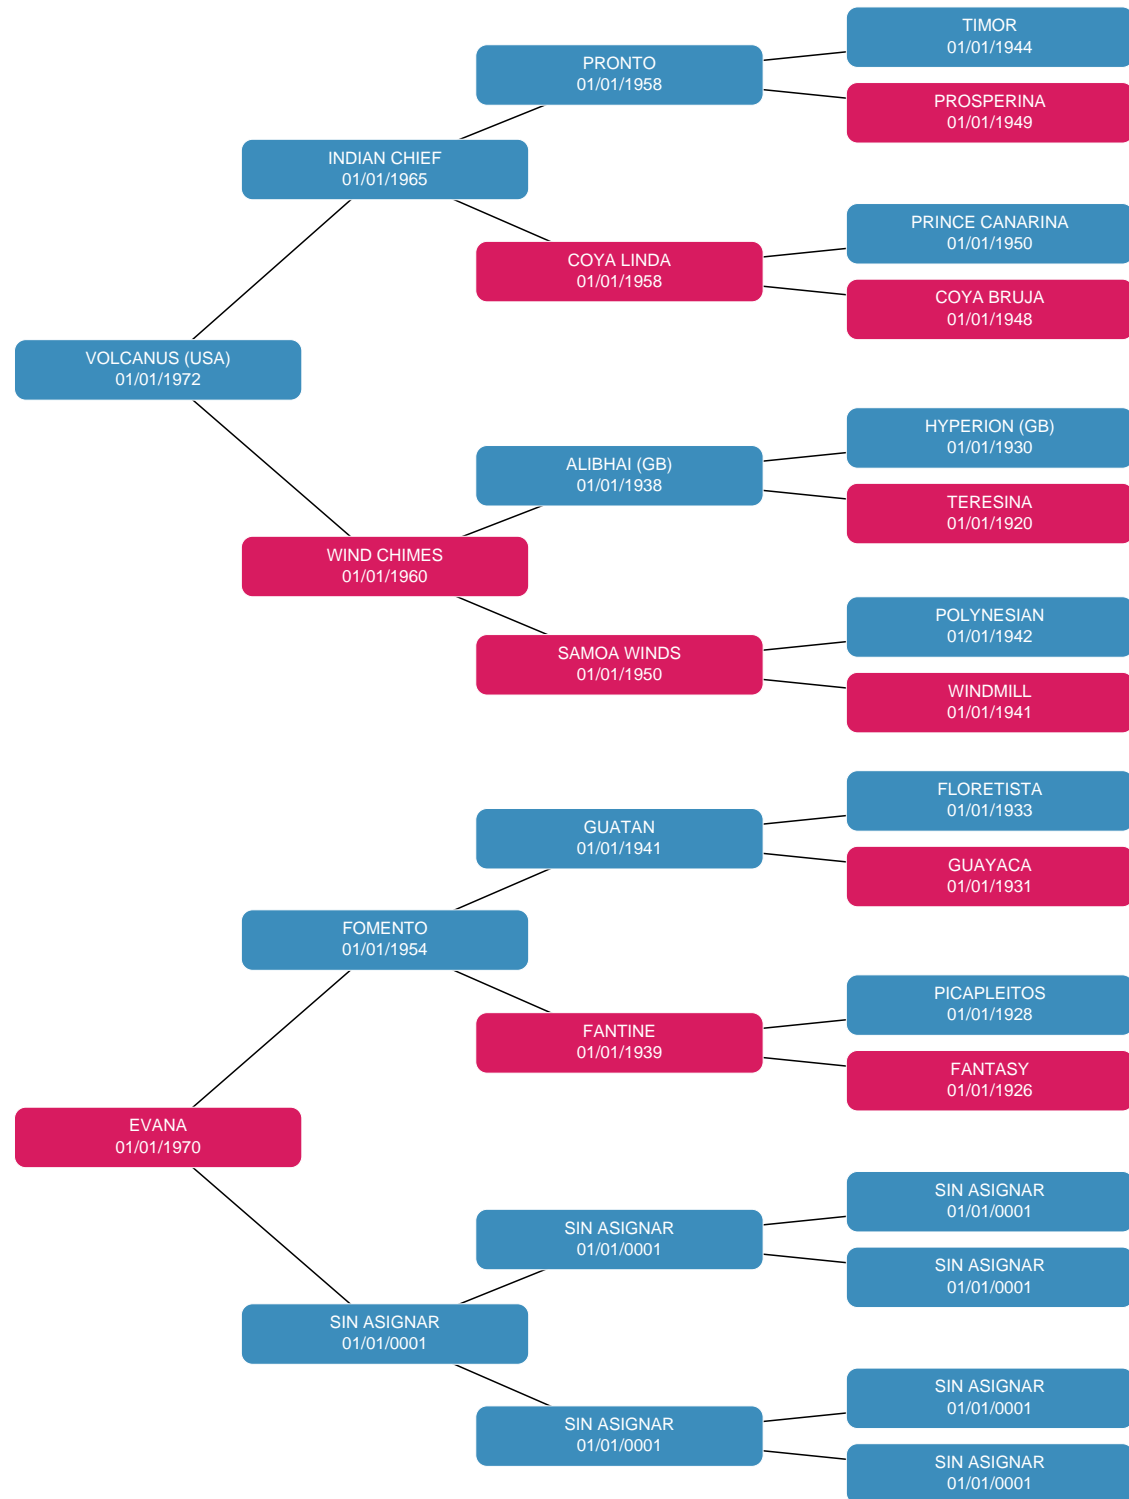 TIMOR
01/01/1944
PRONTO
01/01/1958
PROSPERINA
01/01/1949
INDIAN CHIEF
01/01/1965
PRINCE CANARINA
01/01/1950
COYA LINDA
01/01/1958
COYA BRUJA
01/01/1948
VOLCANUS (USA)
01/01/1972
HYPERION (GB)
01/01/1930
ALIBHAI (GB)
01/01/1938
TERESINA
01/01/1920
WIND CHIMES
01/01/1960
POLYNESIAN
01/01/1942
SAMOA WINDS
01/01/1950
WINDMILL
01/01/1941
FLORETISTA
01/01/1933
GUATAN
01/01/1941
GUAYACA
01/01/1931
FOMENTO
01/01/1954
PICAPLEITOS
01/01/1928
FANTINE
01/01/1939
FANTASY
01/01/1926
EVANA
01/01/1970
SIN ASIGNAR
01/01/0001
SIN ASIGNAR
01/01/0001
SIN ASIGNAR
01/01/0001
SIN ASIGNAR
01/01/0001
SIN ASIGNAR
01/01/0001
SIN ASIGNAR
01/01/0001
SIN ASIGNAR
01/01/0001